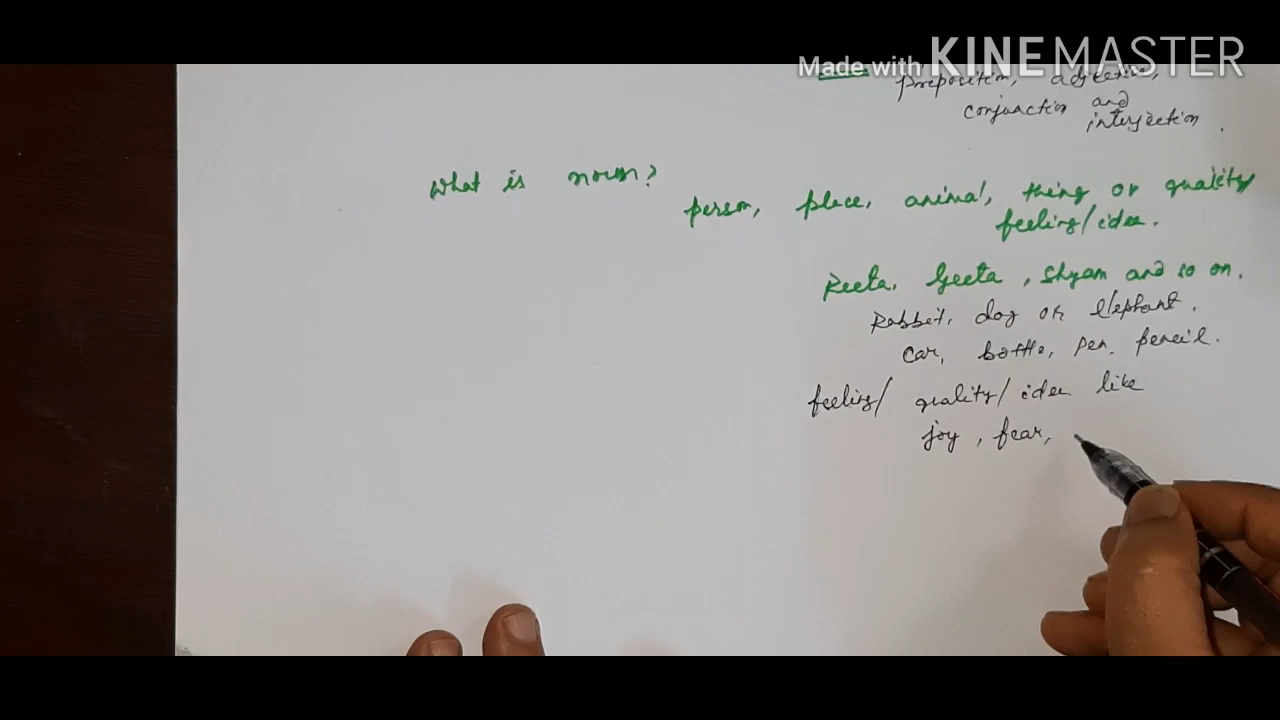 Made with KINEMASTER
preposition, adjective,
conjunction and
interjection.
What is noun?
person, place, animal, thing or quality
feeling/idea.
Reeta, Geeta, Shyam and so on.
Rabbit, dog or elephant.
Car, bottle, pen, pencil.
feeling/ quality/ idea like
joy, fear,